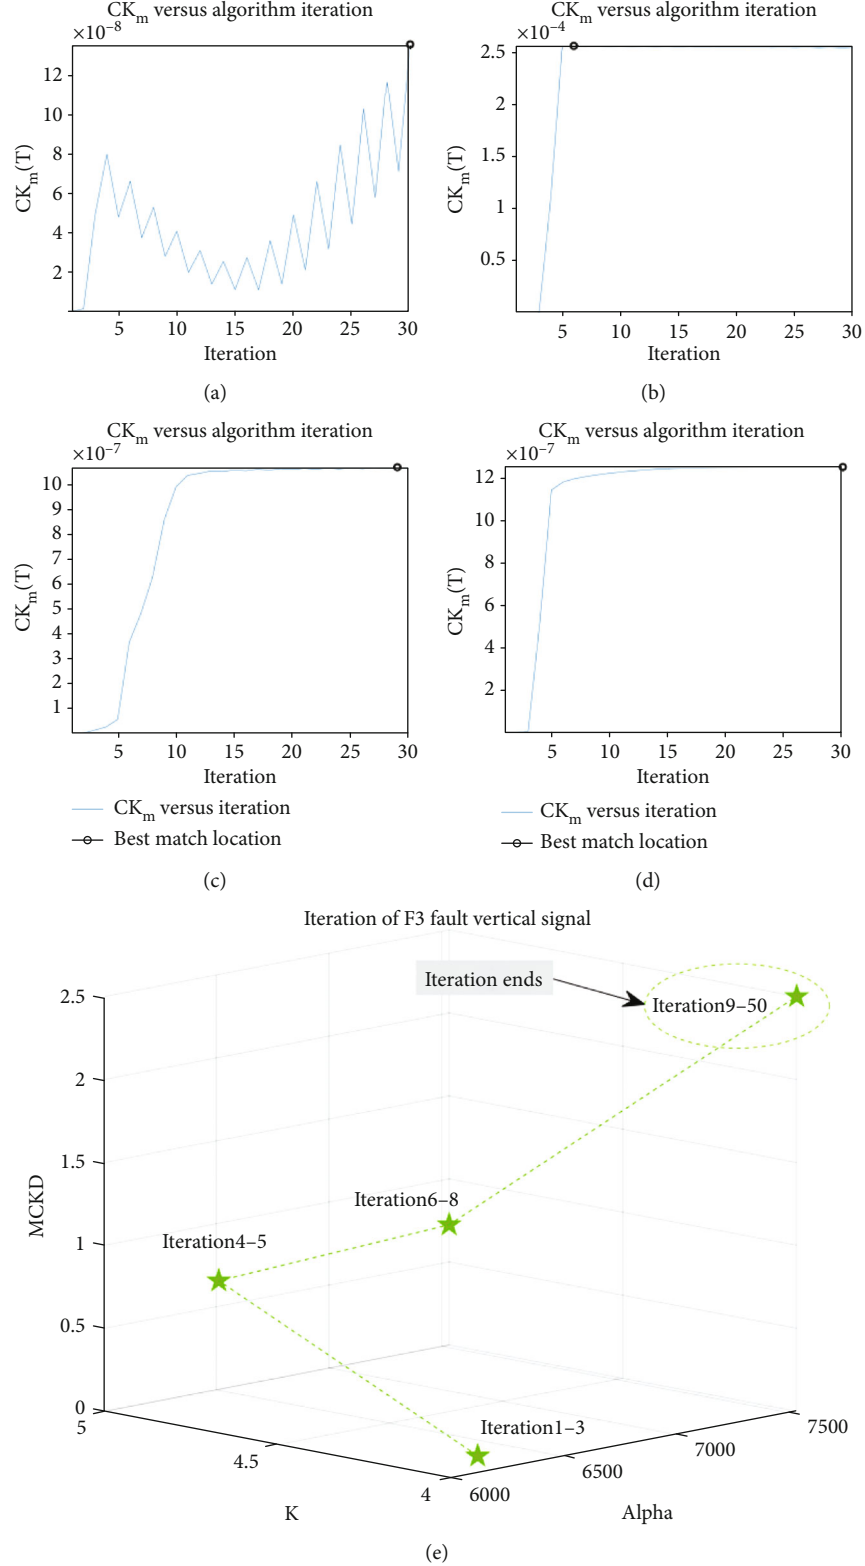 CKm versus algorithm iteration
×10−8
12
10
8
6
4
2
CKm(T)
5 10 15 20 25 30
Iteration
(a)
CKm versus algorithm iteration
×10−4
2.5
2
1.5
1
0.5
CKm(T)
5 10 15 20 25 30
Iteration
(b)
CKm versus algorithm iteration
×10−7
10
9
8
7
6
5
4
3
2
1
CKm(T)
5 10 15 20 25 30
Iteration
CKm versus iteration
Best match location
(c)
CKm versus algorithm iteration
×10−7
12
10
8
6
4
2
CKm(T)
5 10 15 20 25 30
Iteration
CKm versus iteration
Best match location
(d)
Iteration of F3 fault vertical signal
Iteration ends
Iteration9–50
Iteration6–8
Iteration4–5
Iteration1–3
2.5
2
1.5
1
0.5
0
MCKD
5
4.5
4
K
6000
6500
7000
7500
Alpha
(e)